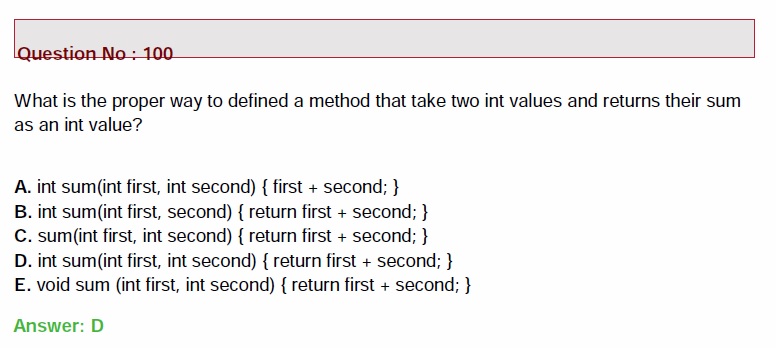 Question No : 100
What is the proper way to defined a method that take two int values and returns their sum
as an int value?
A. int sum(int first, int second) { first + second; }
B. int sum(int first, second) { return first + second; }
C. sum(int first, int second) { return first + second; }
D. int sum(int first, int second) { return first + second; }
E. void sum (int first, int second) { return first + second; }
Answer: D